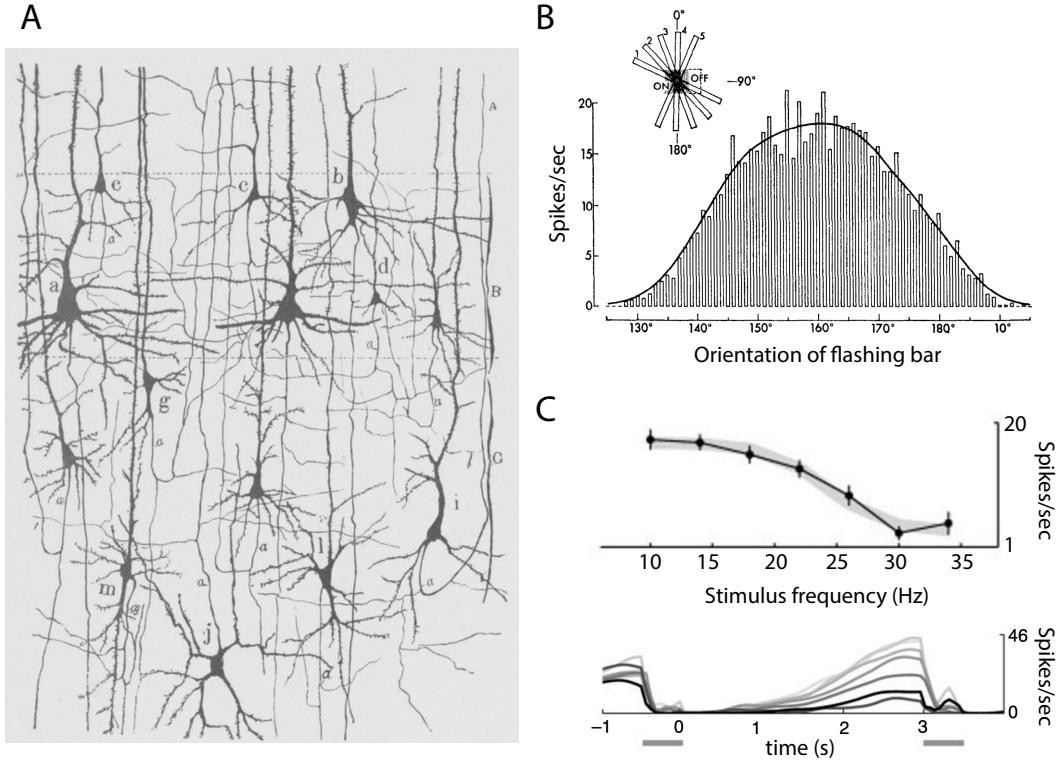 A
A
c
c
b
a
d
a
B
a
g
n
a
C
a
i
a
l
a
m
a
a
j
a
B
0°
1 2 3 4 5
ON OFF
–90°
180°
Spikes/sec
20
15
10
5
0
130° 140° 150° 160° 170° 180° 10°
Orientation of flashing bar
C
20
Spikes/sec
1
10 15 20 25 30 35
Stimulus frequency (Hz)
46
Spikes/sec
0
–1 0 1 2 3 4
time (s)